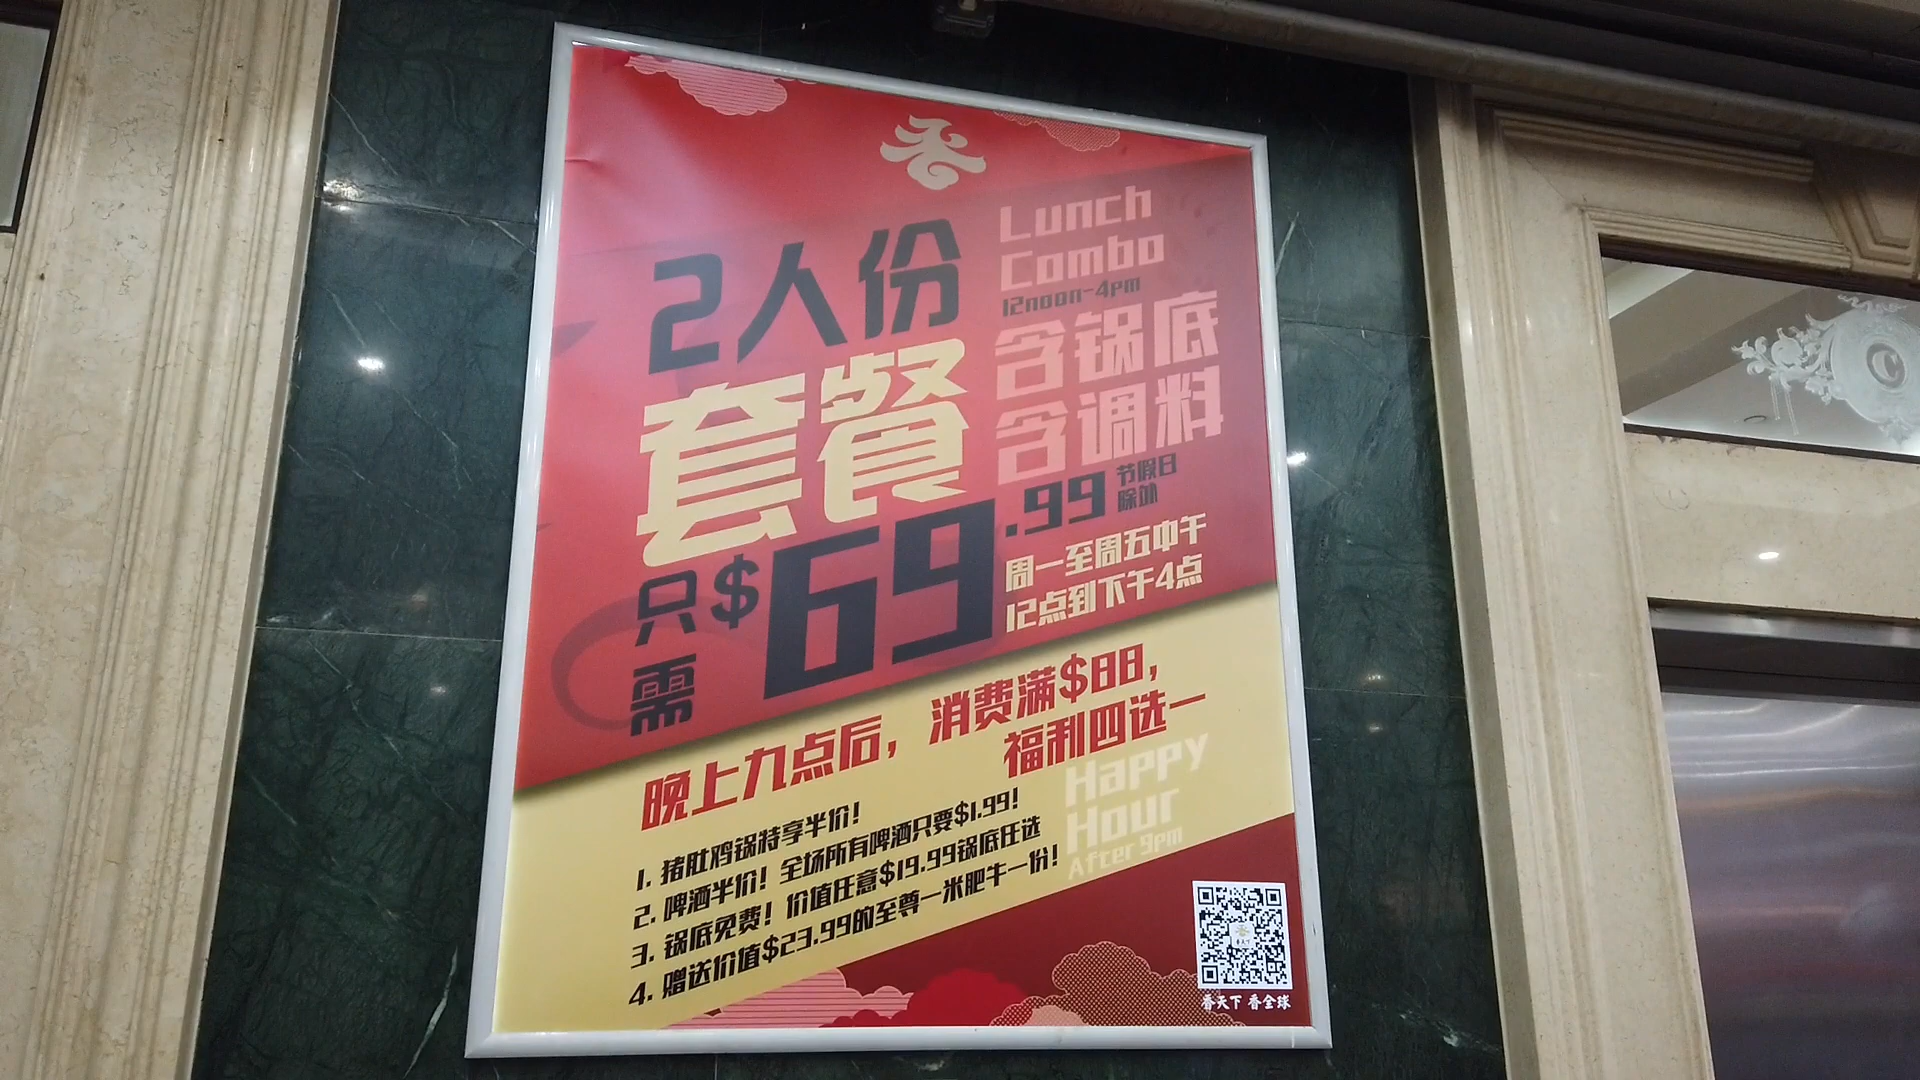 香
2人份
套餐
只需$69.99
节假日
除外
Lunch
Combo
12noon-4pm
含锅底
含调料
周一至周五中午
12点到下午4点
晚上九点后，消费满$88，
福利四选一
Happy
Hour
After 9pm
1. 猪肚鸡锅特享半价！
2. 啤酒半价！全场所有啤酒只要$1.99！
3. 锅底免费！价值任意$19.99锅底任选
4. 赠送价值$23.99的至尊一米肥牛一份！
香天下 香全球
C